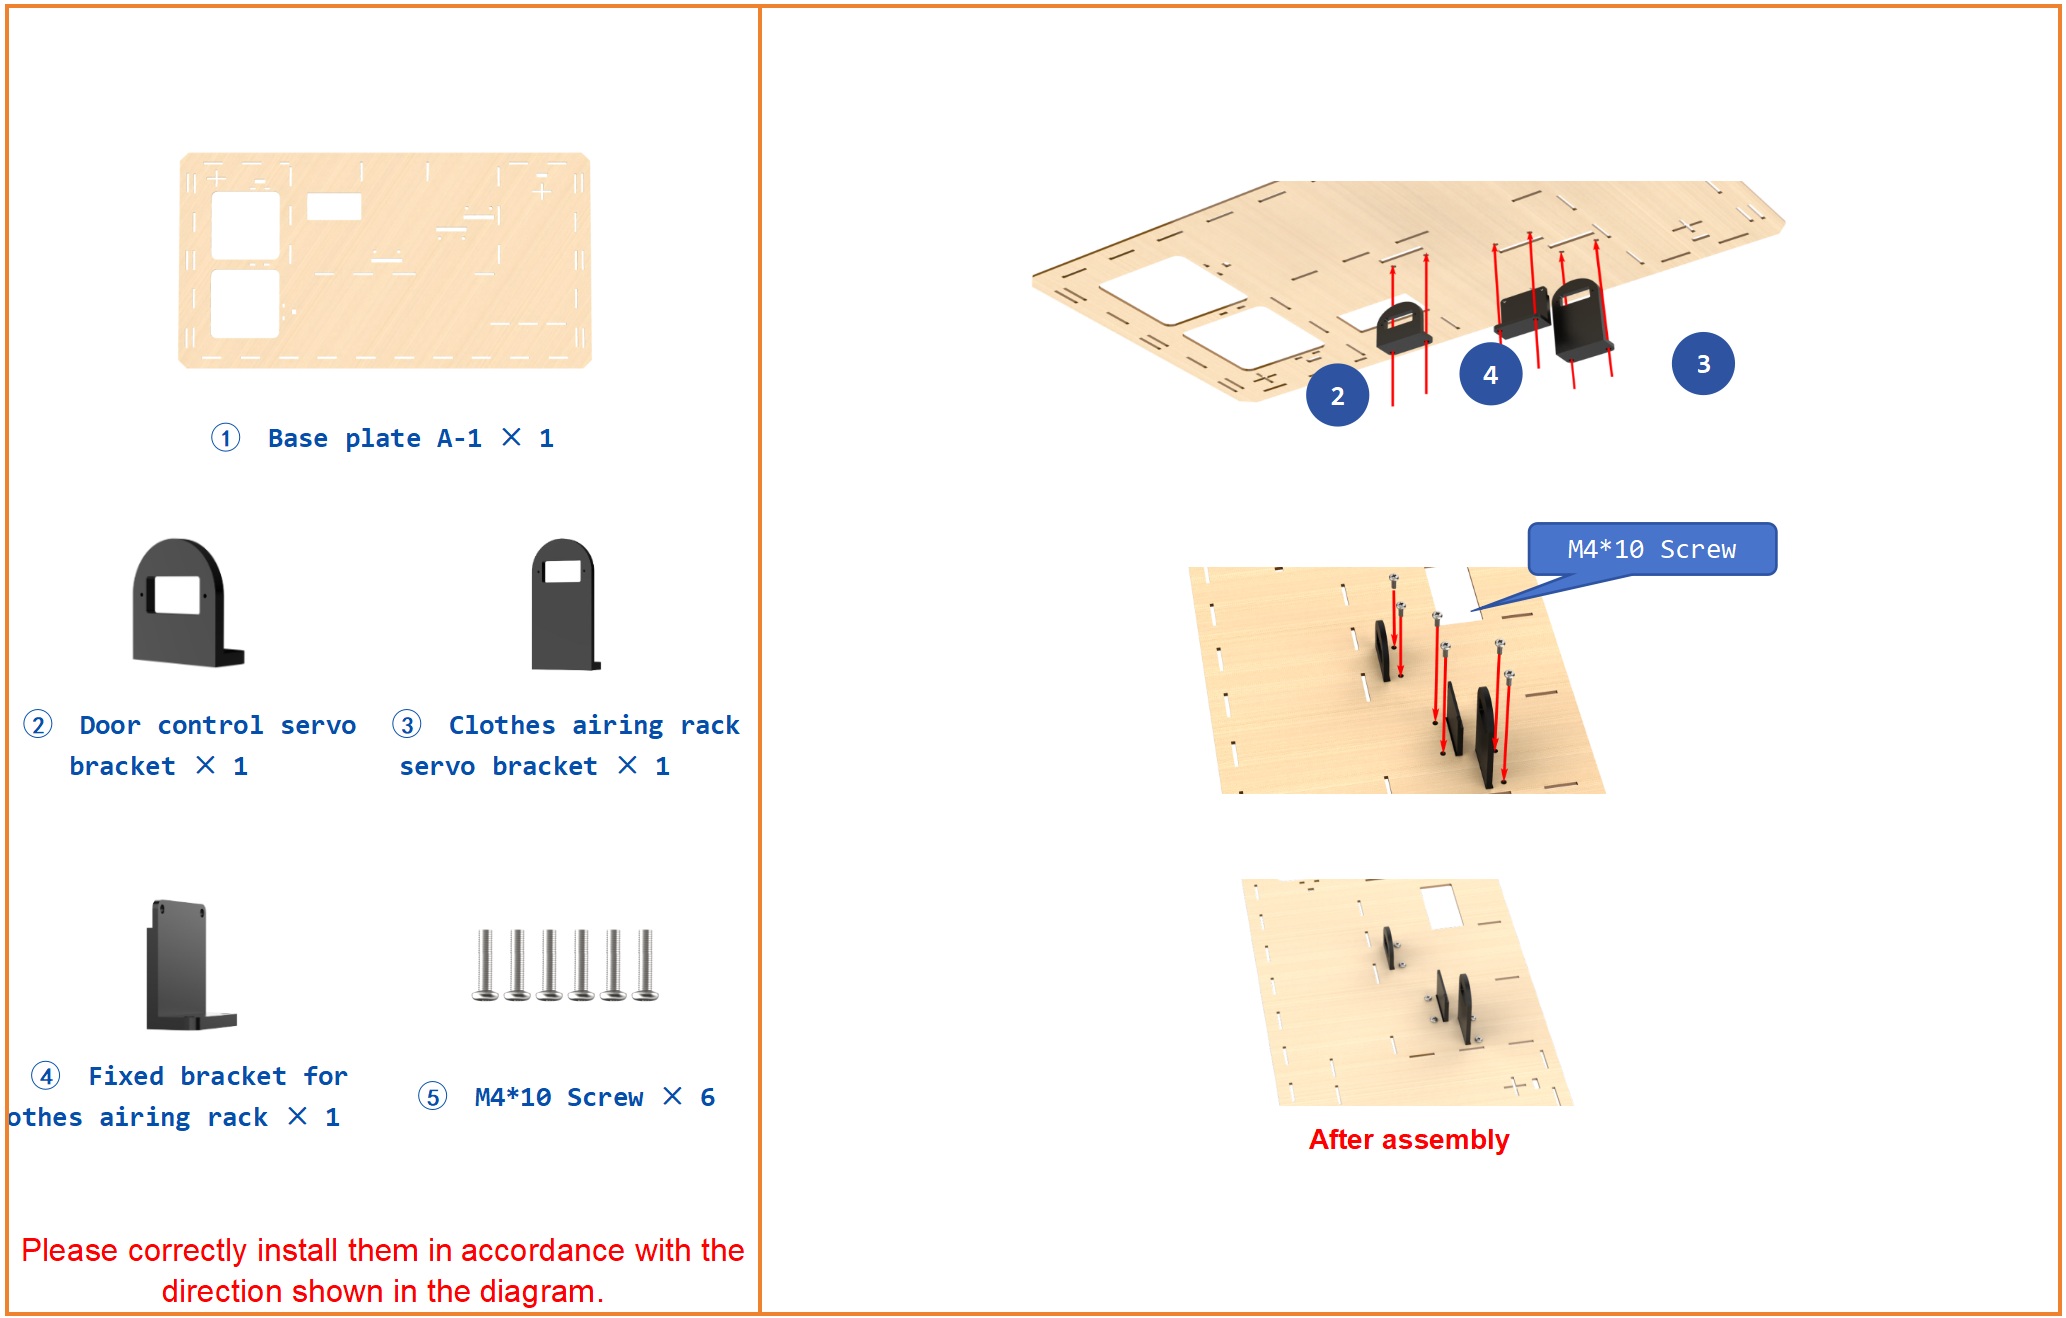 ① Base plate A-1 × 1
② Door control servo
bracket × 1
③ Clothes airing rack
servo bracket × 1
④ Fixed bracket for
othes airing rack × 1
⑤ M4*10 Screw × 6
Please correctly install them in accordance with the
direction shown in the diagram.
2
4
3
M4*10 Screw
After assembly